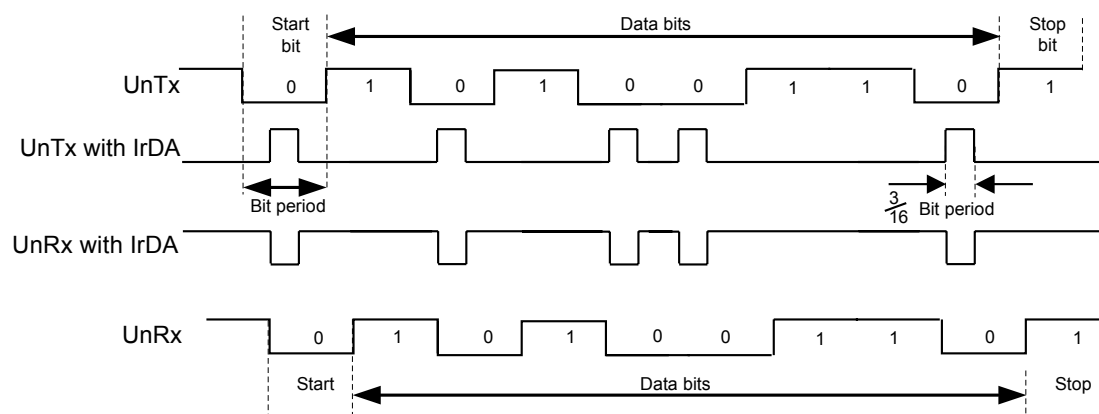 Start
bit
Data bits
Stop
bit
UnTx
0 1 0 1 0 0 1 1 0 1
UnTx with IrDA
Bit period
3/16 Bit period
UnRx with IrDA
UnRx
0 1 0 1 0 0 1 1 0 1
Start
Data bits
Stop